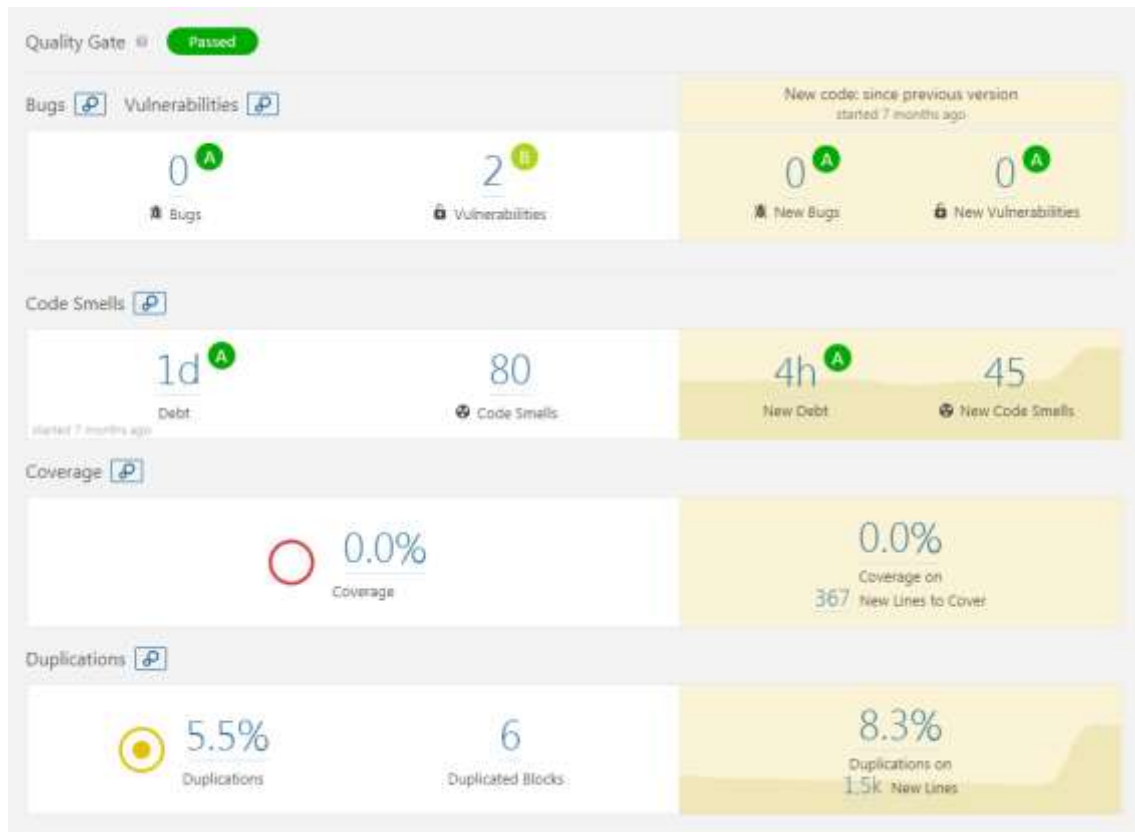 Quality Gate Passed
Bugs Vulnerabilities
New code: since previous version
started 7 months ago
0 A
Bugs
2 B
Vulnerabilities
0 A
New Bugs
0 A
New Vulnerabilities
Code Smells
1d A
Debt
started 7 months ago
80
Code Smells
4h A
New Debt
45
New Code Smells
Coverage
0.0%
Coverage
0.0%
Coverage on
367 New Lines to Cover
Duplications
5.5%
Duplications
6
Duplicated Blocks
8.3%
Duplications on
1.5k New Lines